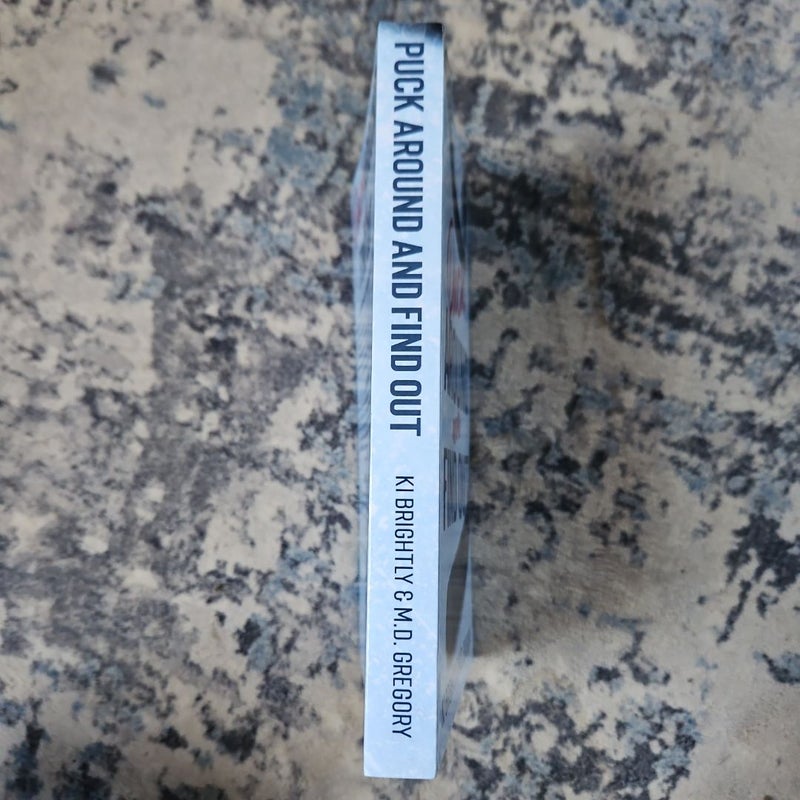 PUCK AROUND AND FIND OUT
KI BRIGHTLY & M.D. GREGORY